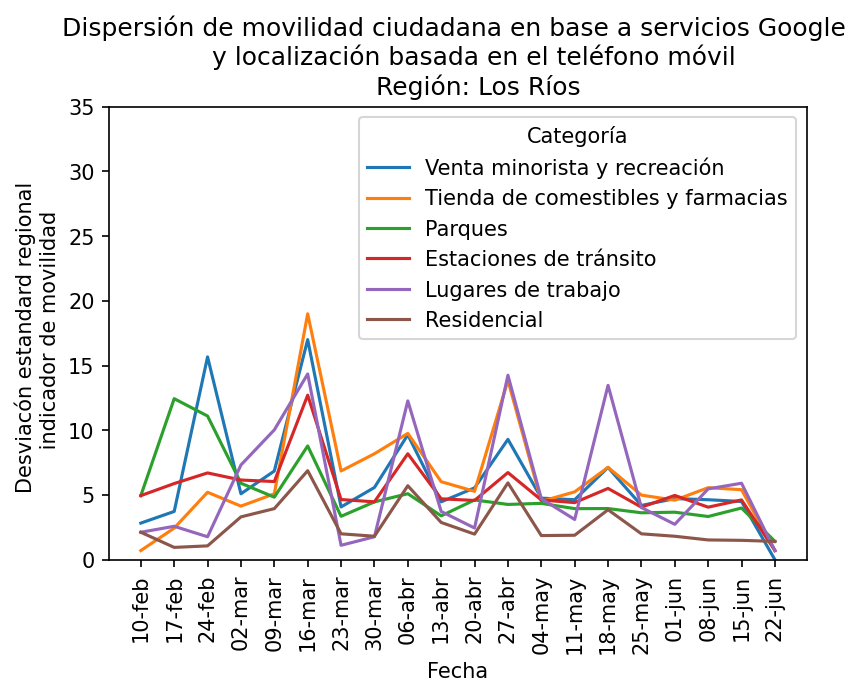 Dispersión de movilidad ciudadana en base a servicios Google
y localización basada en el teléfono móvil
Región: Los Ríos
Desviacón estandard regional
indicador de movilidad
35
30
25
20
15
10
5
0
Categoría
Venta minorista y recreación
Tienda de comestibles y farmacias
Parques
Estaciones de tránsito
Lugares de trabajo
Residencial
10-feb
17-feb
24-feb
02-mar
09-mar
16-mar
23-mar
30-mar
06-abr
13-abr
20-abr
27-abr
04-may
11-may
18-may
25-may
01-jun
08-jun
15-jun
22-jun
Fecha